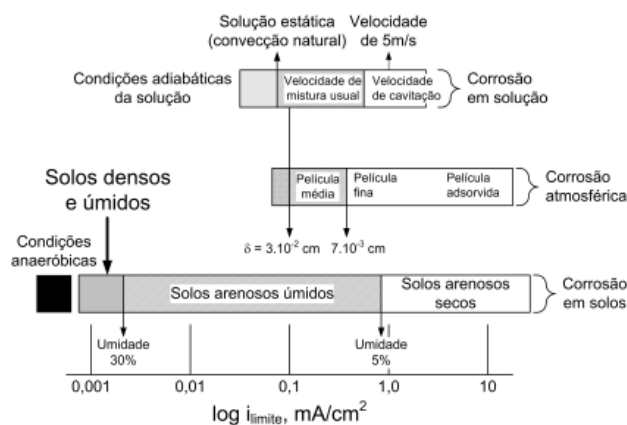 Solução estática
(convecção natural)
Velocidade
de 5m/s
Condições adiabáticas
da solução
Velocidade de
mistura usual
Velocidade
de cavitação
Corrosão
em solução
Solos densos
e úmidos
Película
média
Película
fina
Película
adsorvida
Corrosão
atmosférica
δ = 3.10⁻² cm
7.10⁻³ cm
Condições
anaeróbicas
Solos arenosos úmidos
Solos arenosos
secos
Corrosão
em solos
Umidade
30%
Umidade
5%
0,001
0,01
0,1
1,0
10
log i_limite, mA/cm²